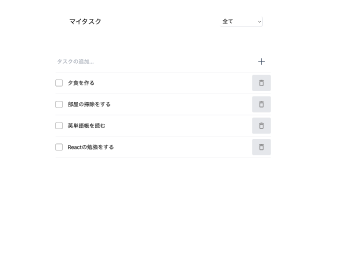 マイタスク
全て
タスクの追加...
夕食を作る
部屋の掃除をする
英単語帳を読む
Reactの勉強をする